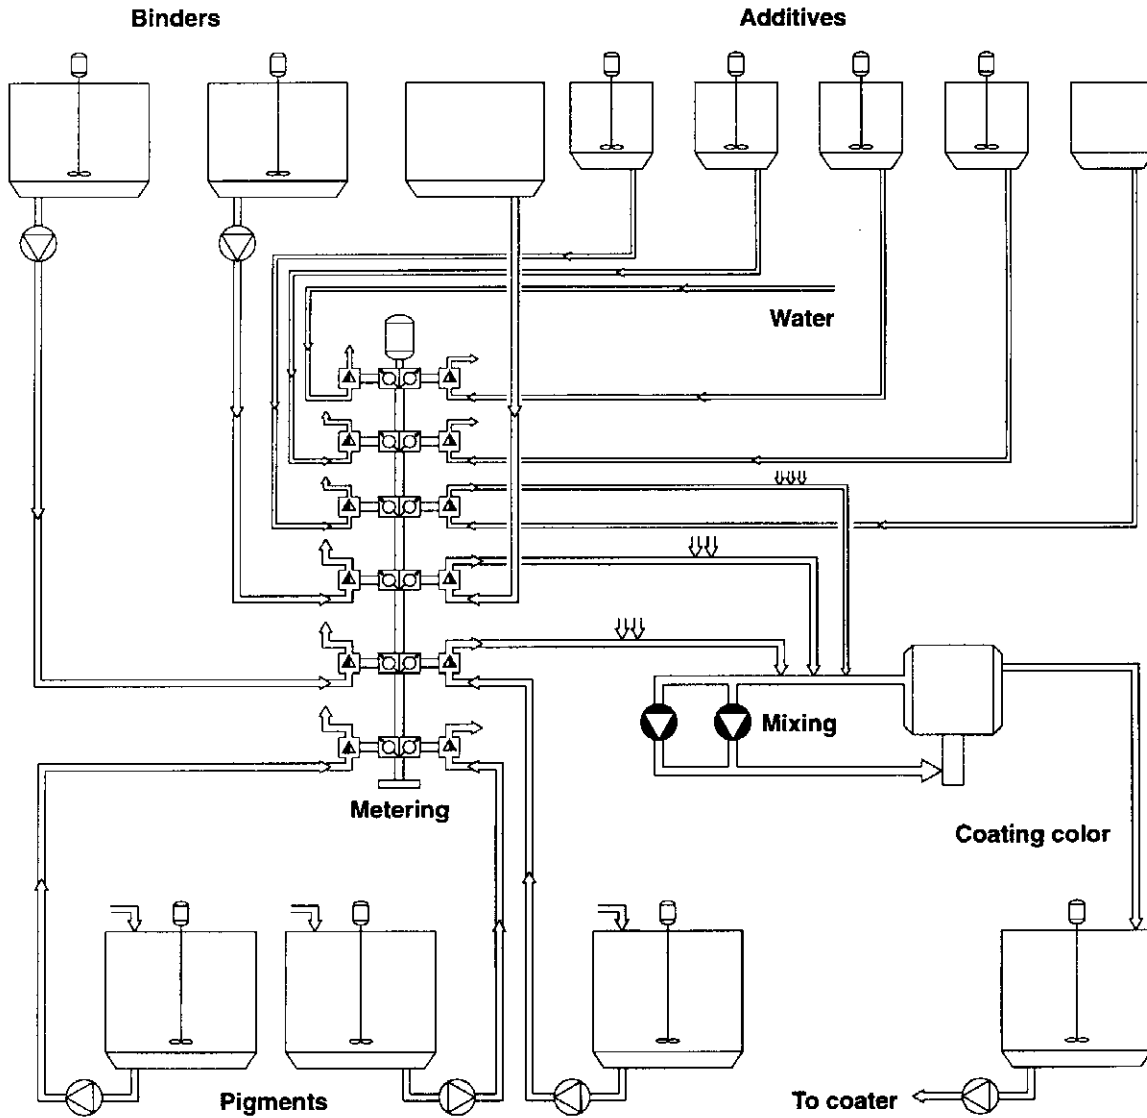 Binders
Additives
Water
Mixing
Metering
Coating color
Pigments
To coater